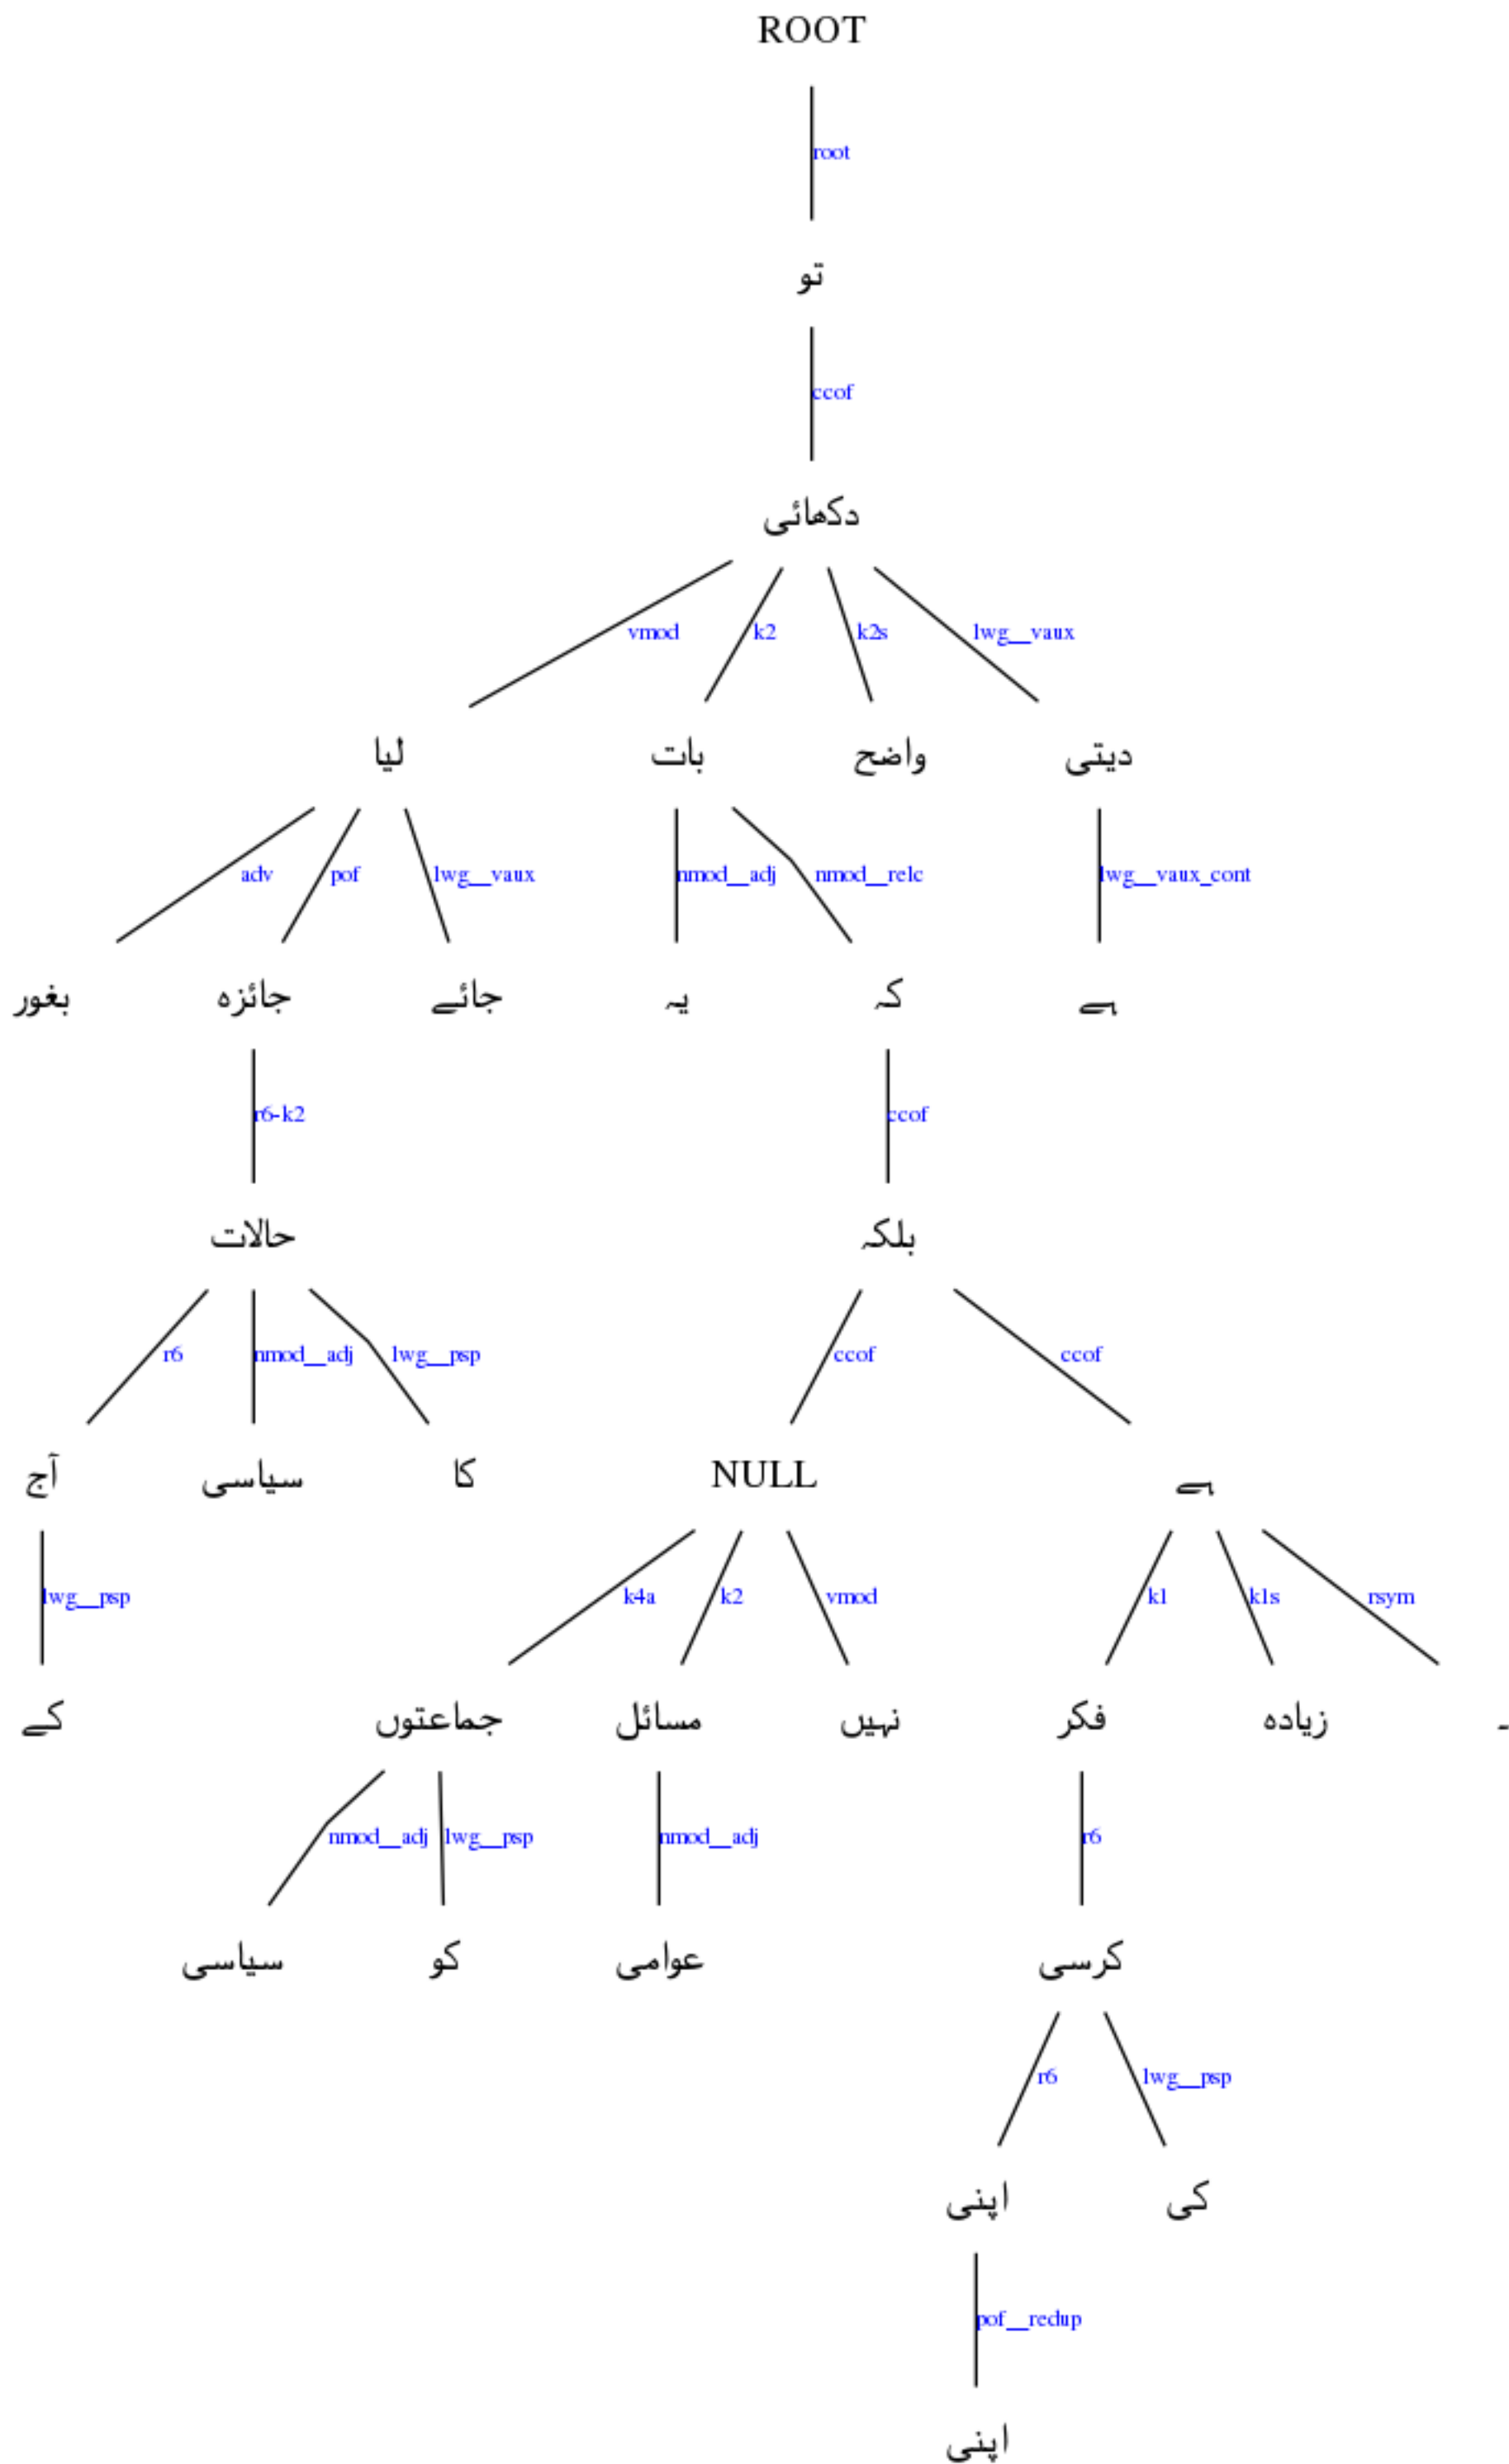 ROOT
root
تو
ccof
دکھائی
vmod k2 k2s lwg__vaux
لیا بات واضح دیتی
adv pof lwg__vaux nmod__adj nmod__relc lwg__vaux_cont
بغور جائزہ جائے یہ کہ ہے
r6-k2 ccof
حالات بلکہ
r6 nmod__adj lwg__psp ccof ccof
آج سیاسی کا NULL ہے
lwg__psp k4a k2 vmod k1 k1s rsym
کے جماعتوں مسائل نہیں فکر زیادہ ۔
nmod__adj lwg__psp nmod__adj r6
سیاسی کو عوامی کرسی
r6 lwg__psp
اپنی کی
pof__redup
اپنی